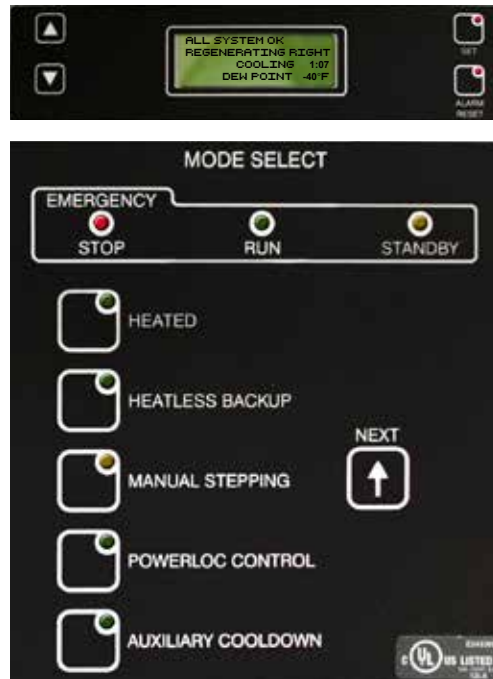 ALL SYSTEM OK
REGENERATING RIGHT
COOLING 1:07
DEW POINT -40°F
SET
ALARM
RESET
MODE SELECT
EMERGENCY
STOP
RUN
STANDBY
HEATED
HEATLESS BACKUP
NEXT
MANUAL STEPPING
POWERLOC CONTROL
AUXILIARY COOLDOWN
c UL US LISTED